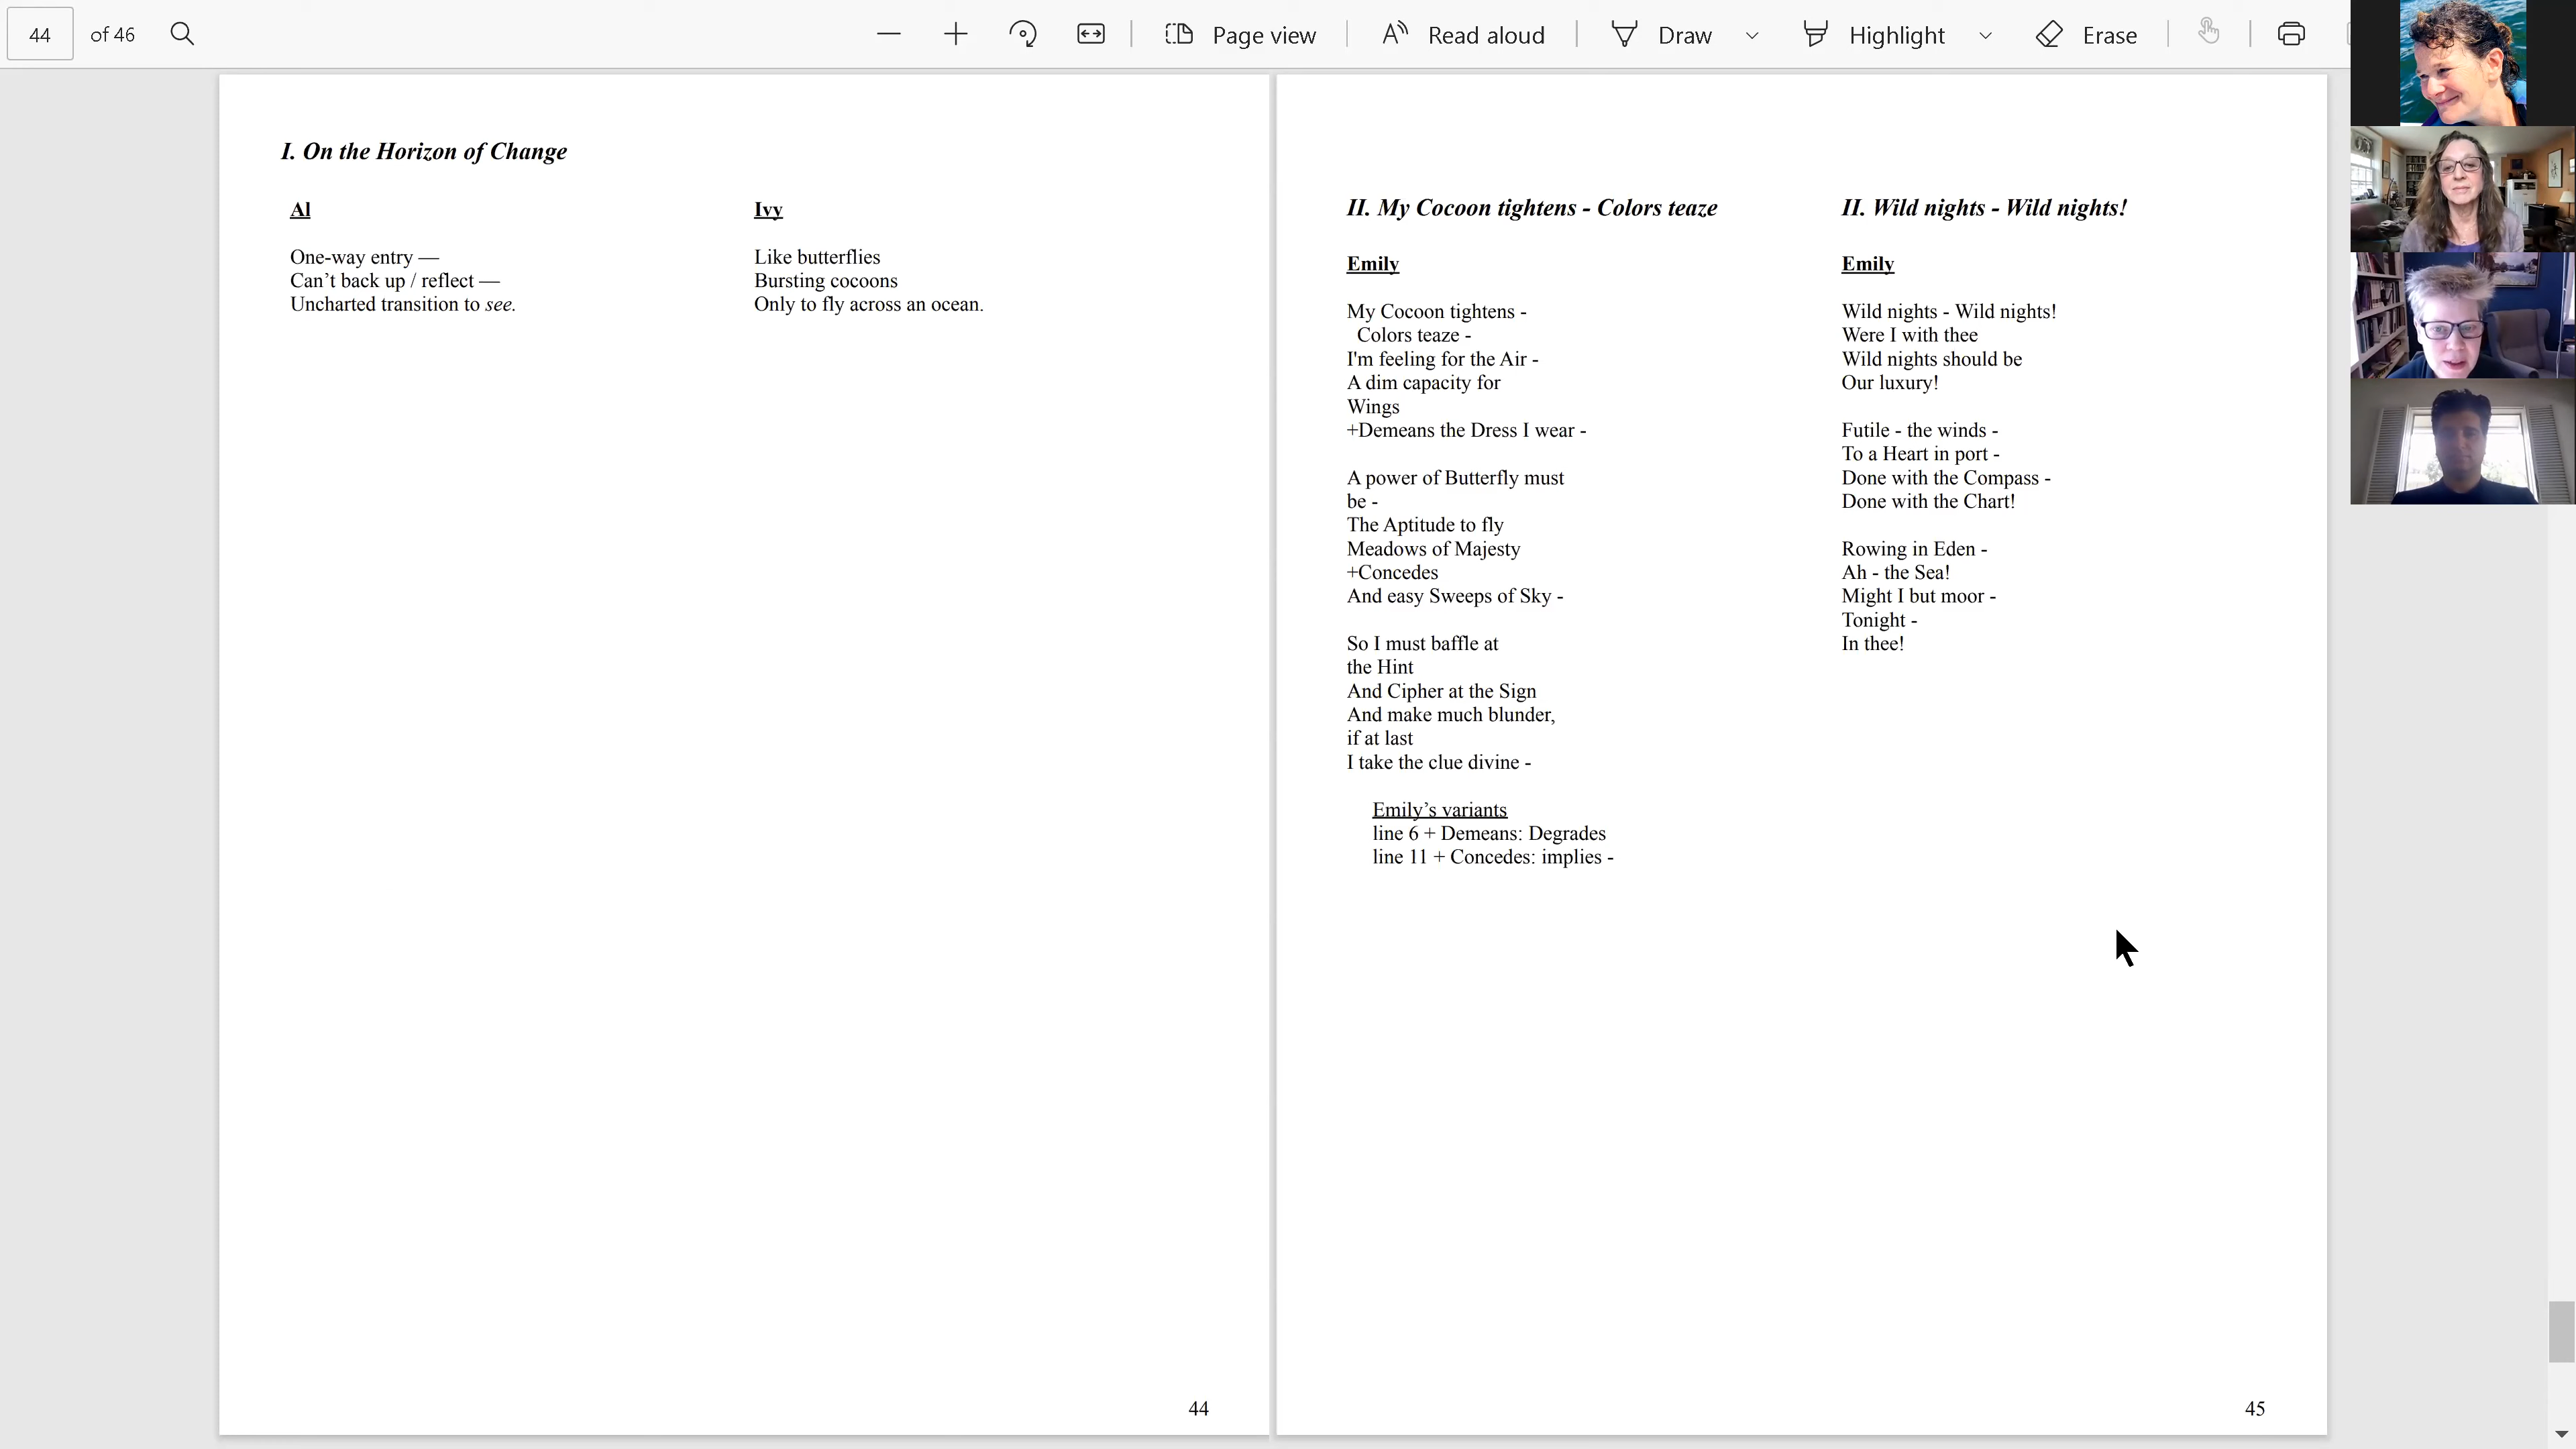 44 of 46 Page view Read aloud Draw Highlight Erase
I. On the Horizon of Change
Al
One-way entry —
Can’t back up / reflect —
Uncharted transition to see.
Ivy
Like butterflies
Bursting cocoons
Only to fly across an ocean.
44
II. My Cocoon tightens - Colors teaze
Emily
My Cocoon tightens -
Colors teaze -
I'm feeling for the Air -
A dim capacity for
Wings
+Demeans the Dress I wear -
A power of Butterfly must
be -
The Aptitude to fly
Meadows of Majesty
+Concedes
And easy Sweeps of Sky -
So I must baffle at
the Hint
And Cipher at the Sign
And make much blunder,
if at last
I take the clue divine -
Emily’s variants
line 6 + Demeans: Degrades
line 11 + Concedes: implies -
II. Wild nights - Wild nights!
Emily
Wild nights - Wild nights!
Were I with thee
Wild nights should be
Our luxury!
Futile - the winds -
To a Heart in port -
Done with the Compass -
Done with the Chart!
Rowing in Eden -
Ah - the Sea!
Might I but moor -
Tonight -
In thee!
45